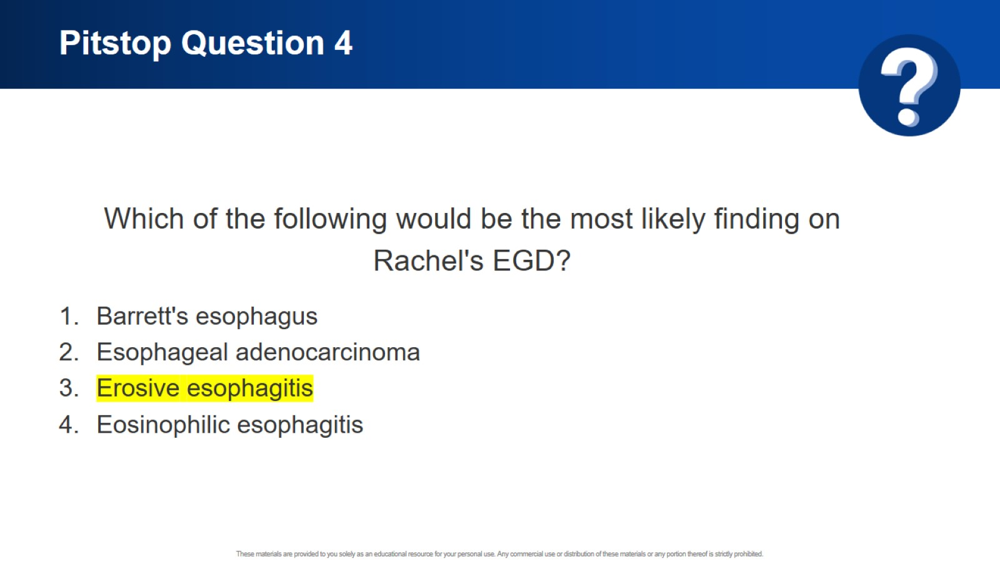 Pitstop Question 4
Which of the following would be the most likely finding on
Rachel's EGD?
1. Barrett's esophagus
2. Esophageal adenocarcinoma
3. Erosive esophagitis
4. Eosinophilic esophagitis
These materials are provided to you solely as an educational resource for your personal use. Any commercial use or distribution of these materials or any portion thereof is strictly prohibited.